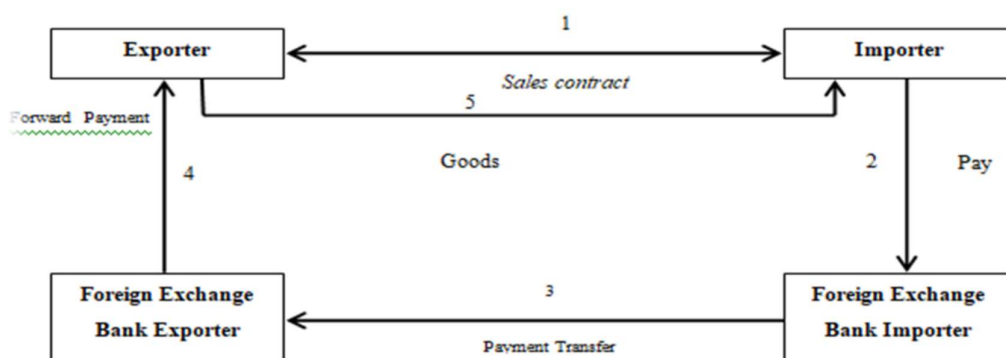 1
Exporter
Importer
Sales contract
5
Forward Payment
Goods
2
Pay
4
Foreign Exchange
Bank Exporter
3
Foreign Exchange
Bank Importer
Payment Transfer